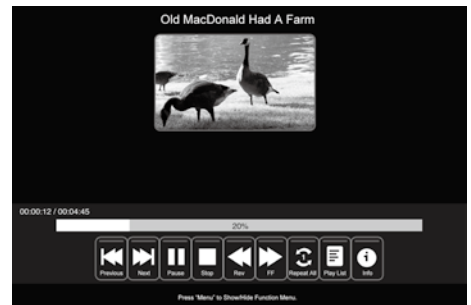 Old MacDonald Had A Farm
00:00:12 / 00:04:45
20%
Previous Next Pause Stop Rev FF Repeat All Play List Info
Press "Menu" to Show/Hide Function Menu.